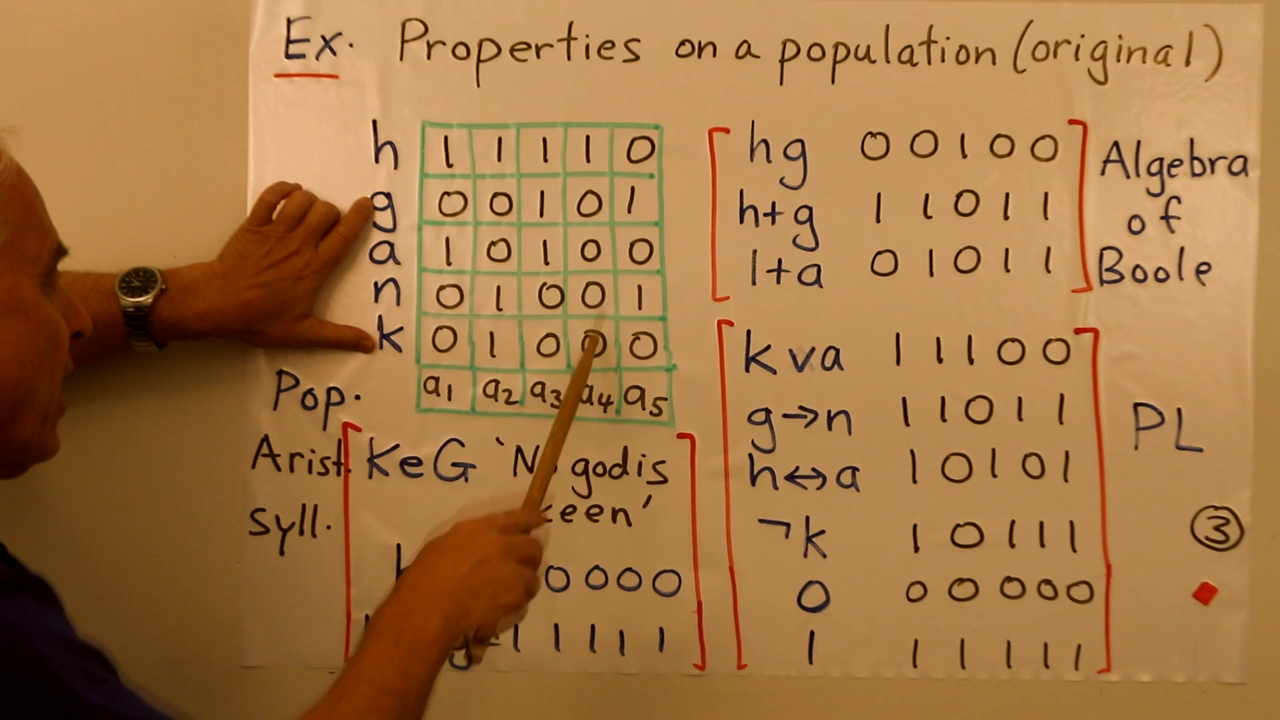 Ex. Properties on a population (original)
h 1 1 1 1 0
g 0 0 1 0 1
a 1 0 1 0 0
n 0 1 0 0 1
k 0 1 0 0 0
Pop. a1 a2 a3 a4 a5
hg 0 0 1 0 0
h+g 1 1 0 1 1
1+a 0 1 0 1 1
Algebra
of
Boole
Arist.
syll.
KeG ' god is
'
0 0 0 0
1 1 1 1 1
k v a 1 1 1 0 0
g→n 1 1 0 1 1
h↔a 1 0 1 0 1
¬k 1 0 1 1 1
0 0 0 0 0 0
1 1 1 1 1 1
PL
3